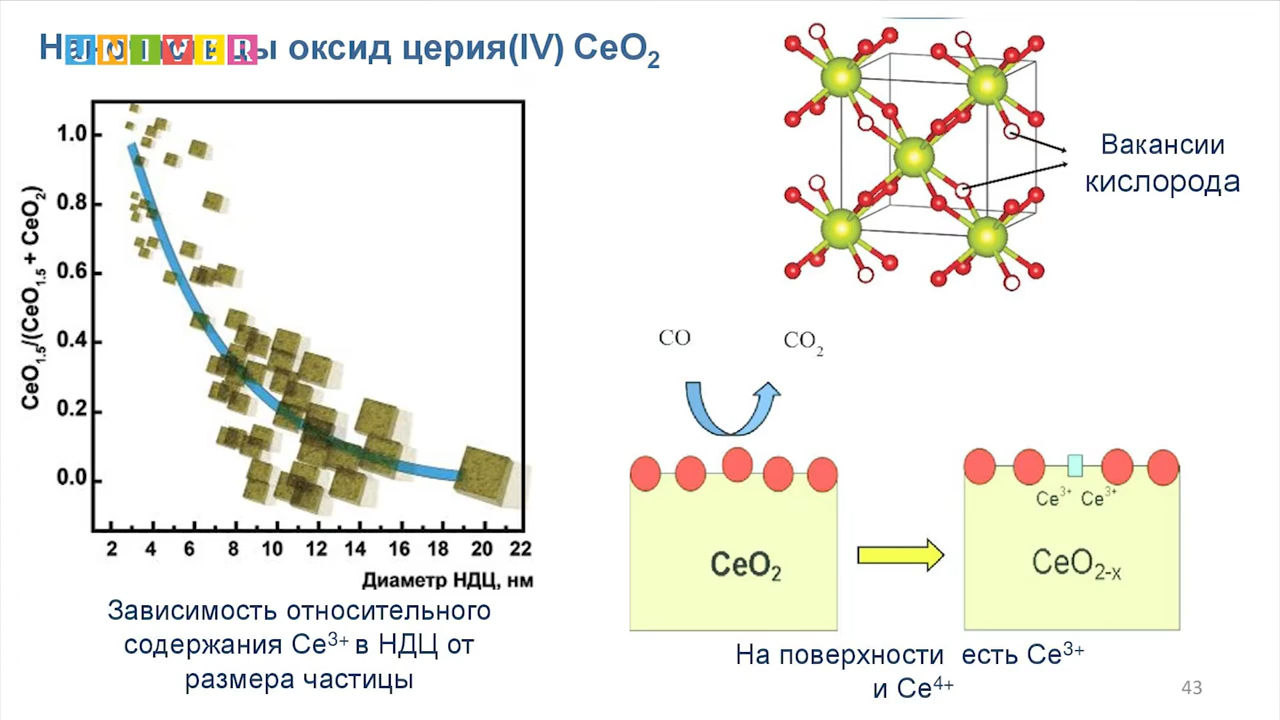 оксид церия(IV) CeO₂
UNIVER
CeO₁.₅/(CeO₁.₅ + CeO₂)
1.0
0.8
0.6
0.4
0.2
0.0
2 4 6 8 10 12 14 16 18 20 22
Диаметр НДЦ, нм
Зависимость относительного
содержания Ce³⁺ в НДЦ от
размера частицы
Вакансии
кислорода
CO
CO₂
CeO₂
Ce³⁺ Ce³⁺
CeO₂₋ₓ
На поверхности есть Ce³⁺
и Ce⁴⁺
43